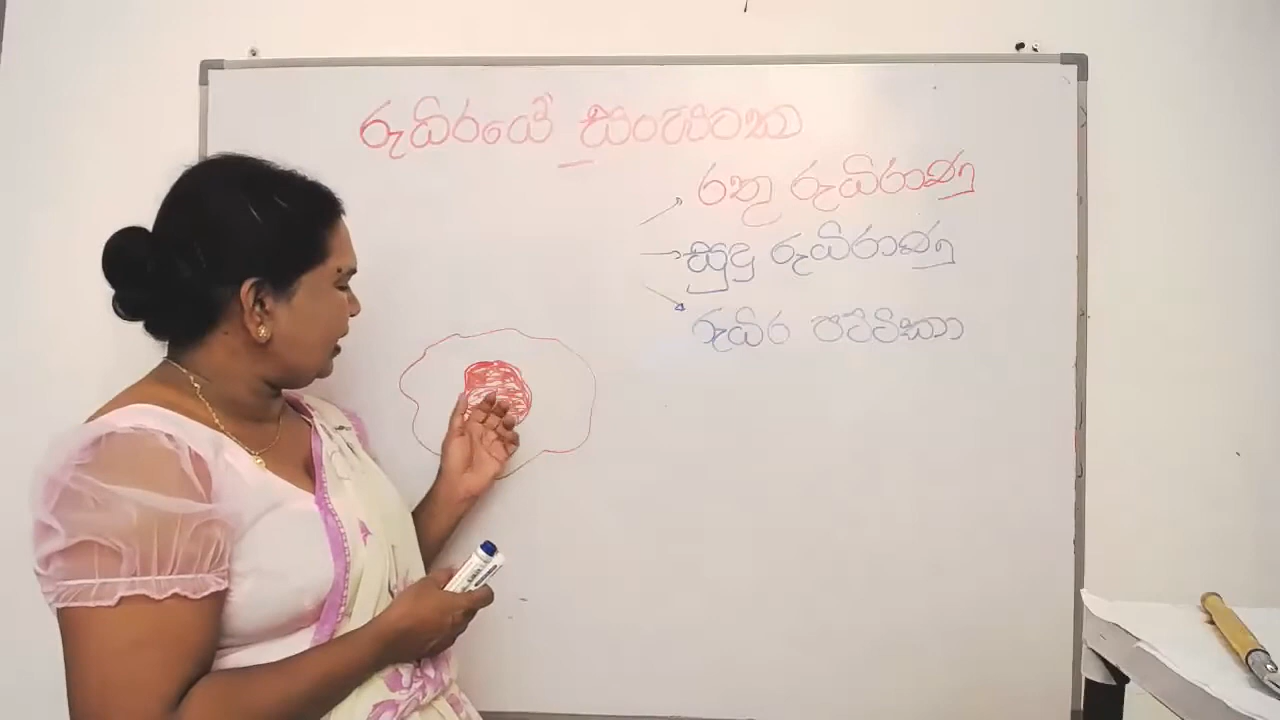 රුධිරයේ සංඝටක
රතු රුධිරාණු
සුදු රුධිරාණු
රුධිර පට්ටිකා